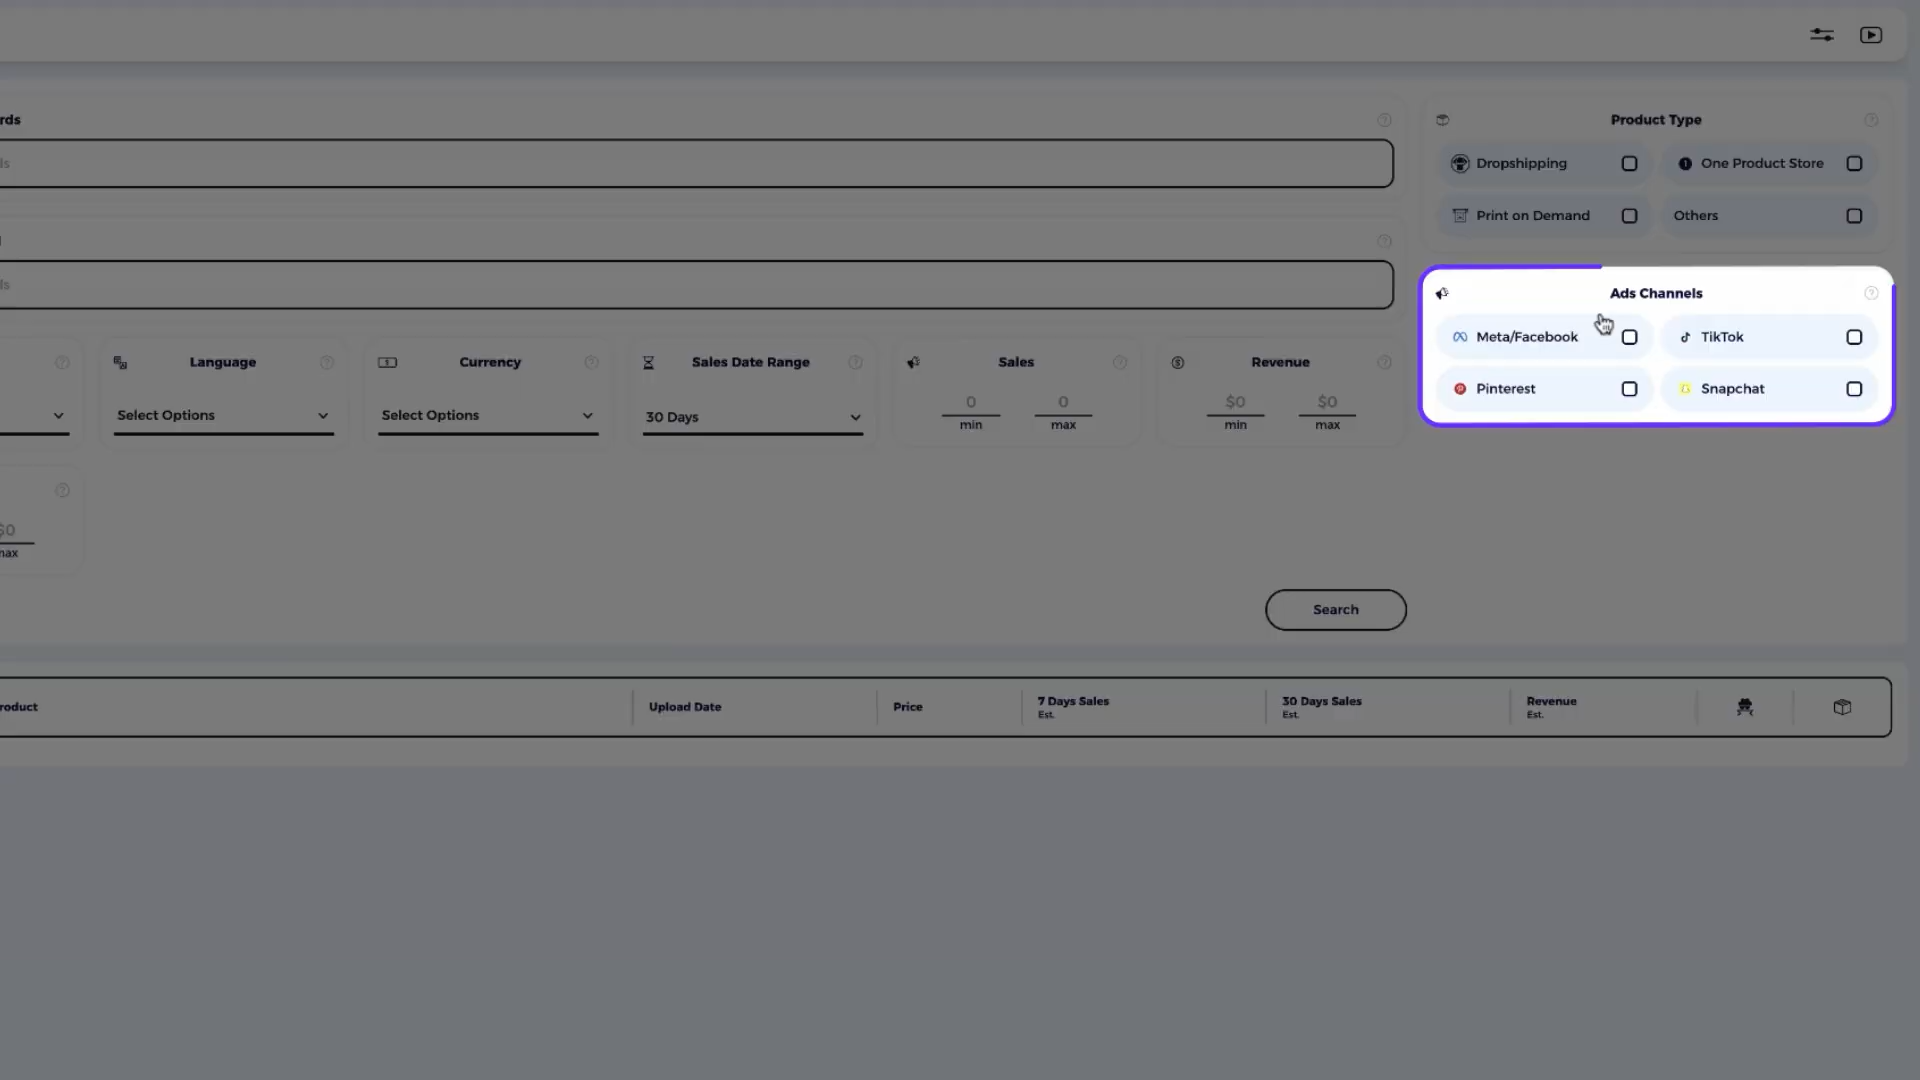 rds
ls
ls
Language
Select Options
Currency
Select Options
Sales Date Range
30 Days
Sales
0
min
0
max
Revenue
$0
min
$0
max
$0
max
Search
Product Type
Dropshipping
One Product Store
Print on Demand
Others
Ads Channels
Meta/Facebook
TikTok
Pinterest
Snapchat
roduct
Upload Date
Price
7 Days Sales
Est.
30 Days Sales
Est.
Revenue
Est.